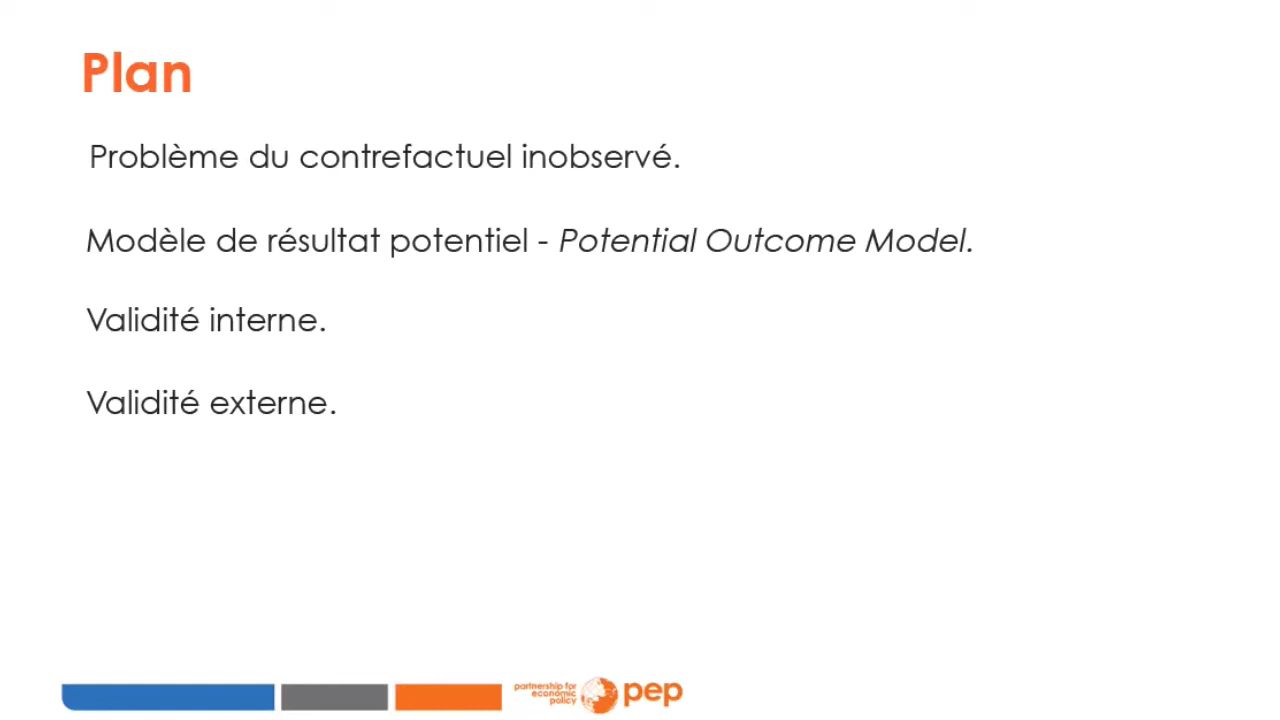 Plan
Problème du contrefactuel inobservé.
Modèle de résultat potentiel - Potential Outcome Model.
Validité interne.
Validité externe.
partnership for
economic
policy
pep